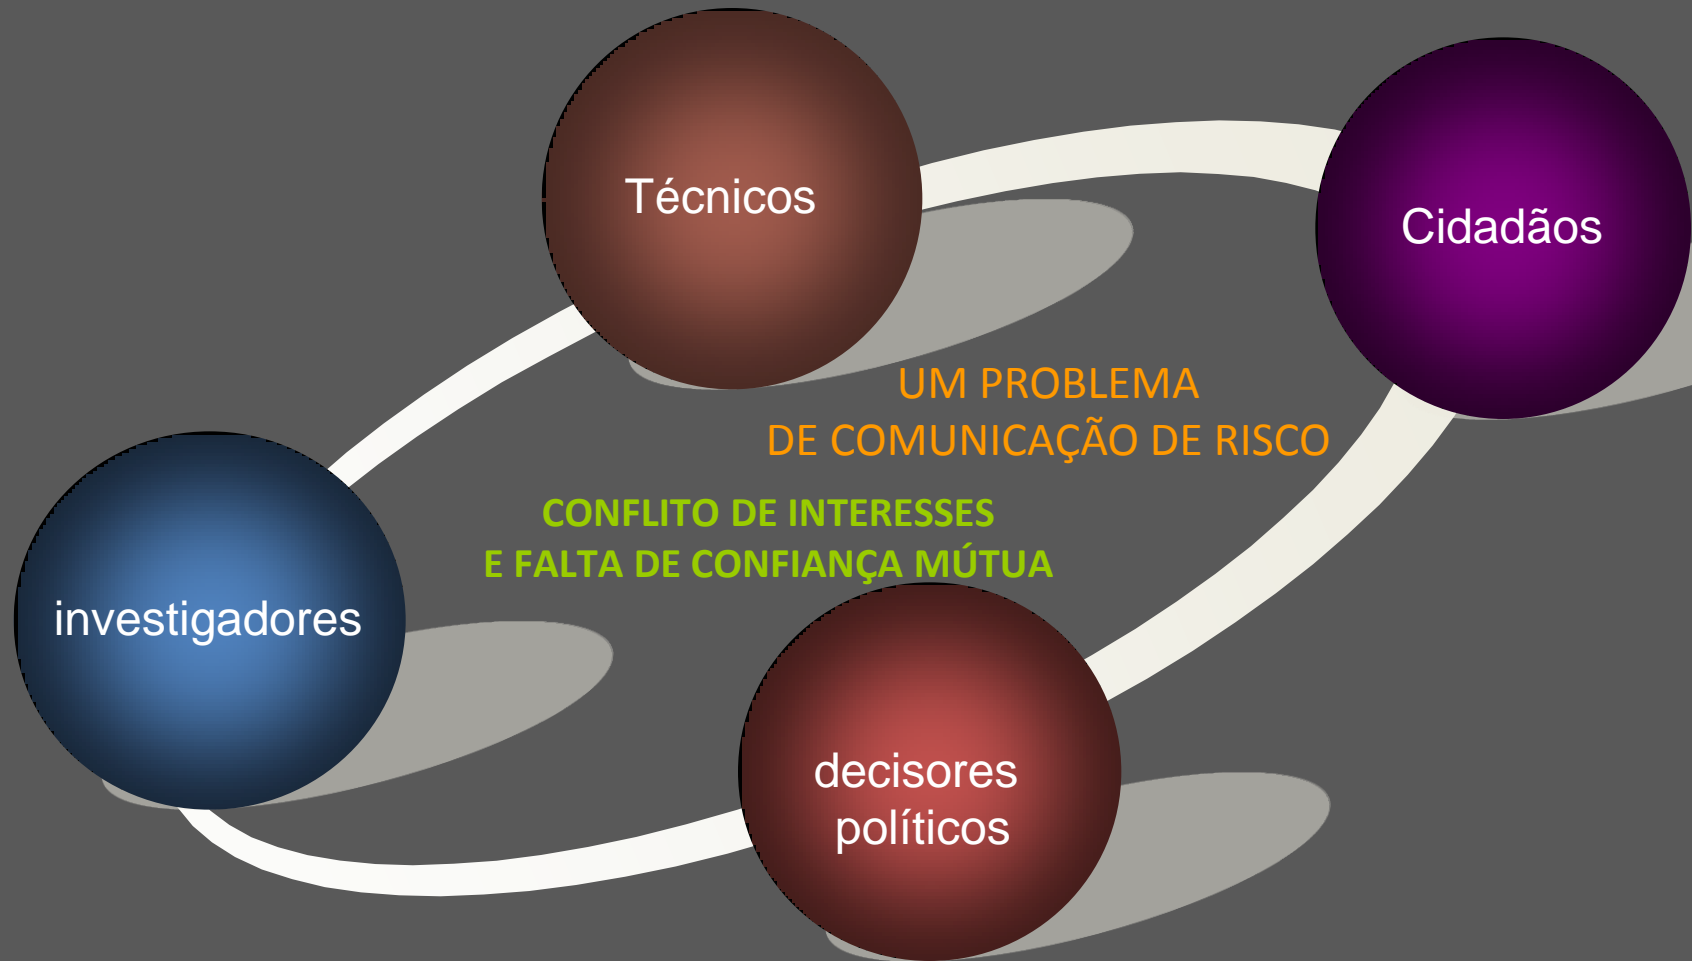 Técnicos
Cidadãos
UM PROBLEMA
DE COMUNICAÇÃO DE RISCO
CONFLITO DE INTERESSES
E FALTA DE CONFIANÇA MÚTUA
investigadores
decisores
políticos